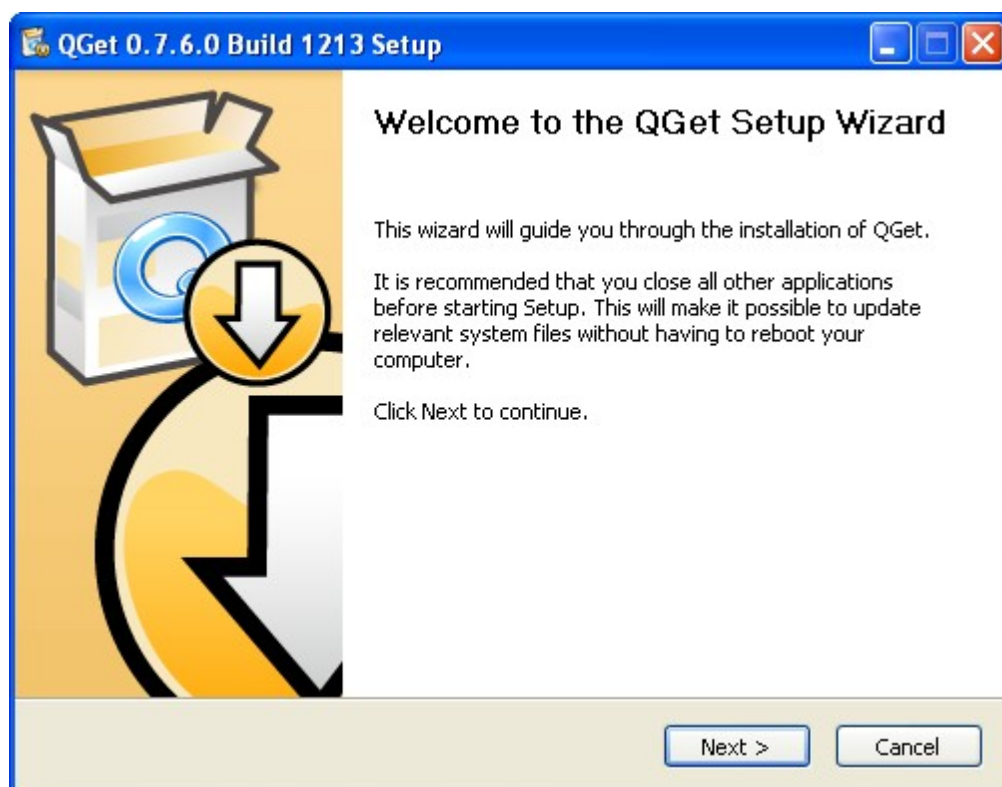 QGet 0.7.6.0 Build 1213 Setup
Welcome to the QGet Setup Wizard
This wizard will guide you through the installation of QGet.
It is recommended that you close all other applications
before starting Setup. This will make it possible to update
relevant system files without having to reboot your
computer.
Click Next to continue.
Q
Next >
Cancel